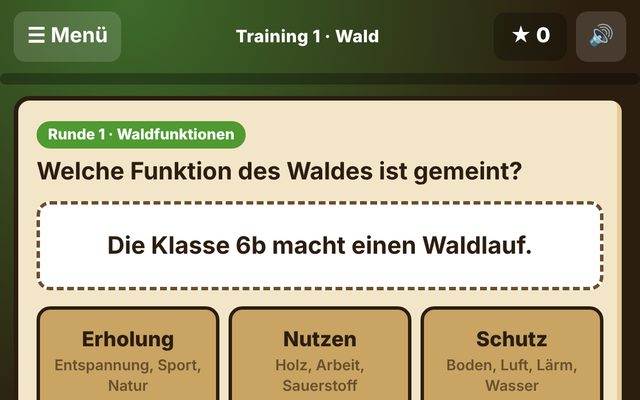 ☰ Menü
Training 1 · Wald
★ 0
Runde 1 · Waldfunktionen
Welche Funktion des Waldes ist gemeint?
Die Klasse 6b macht einen Waldlauf.
Erholung
Entspannung, Sport,
Natur
Nutzen
Holz, Arbeit,
Sauerstoff
Schutz
Boden, Luft, Lärm,
Wasser